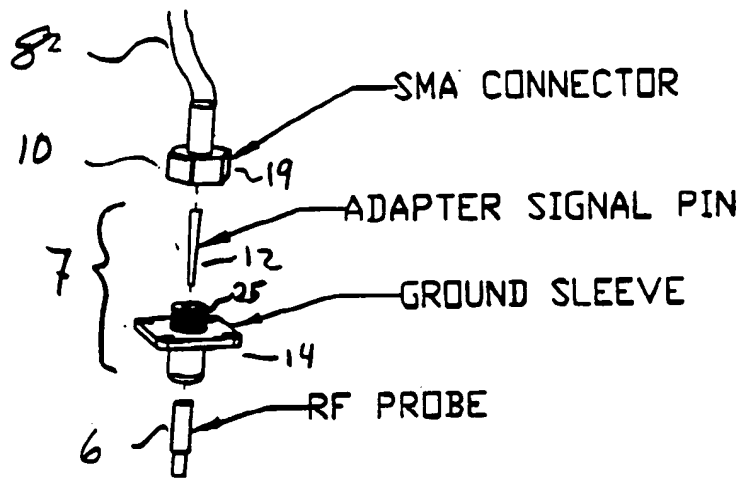 82
SMA CONNECTOR
10
19
ADAPTER SIGNAL PIN
7
12
25
GROUND SLEEVE
14
RF PROBE
6